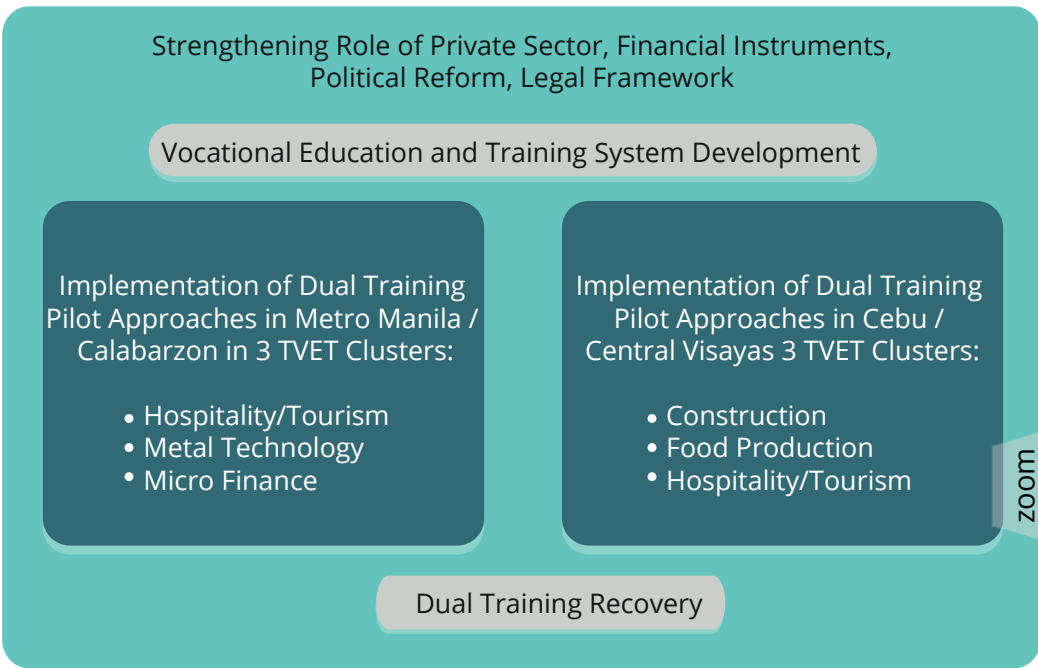 Strengthening Role of Private Sector, Financial Instruments,
Political Reform, Legal Framework
Vocational Education and Training System Development
Implementation of Dual Training
Pilot Approaches in Metro Manila /
Calabarzon in 3 TVET Clusters:
• Hospitality/Tourism
• Metal Technology
• Micro Finance
Implementation of Dual Training
Pilot Approaches in Cebu /
Central Visayas 3 TVET Clusters:
• Construction
• Food Production
• Hospitality/Tourism
zoom
Dual Training Recovery